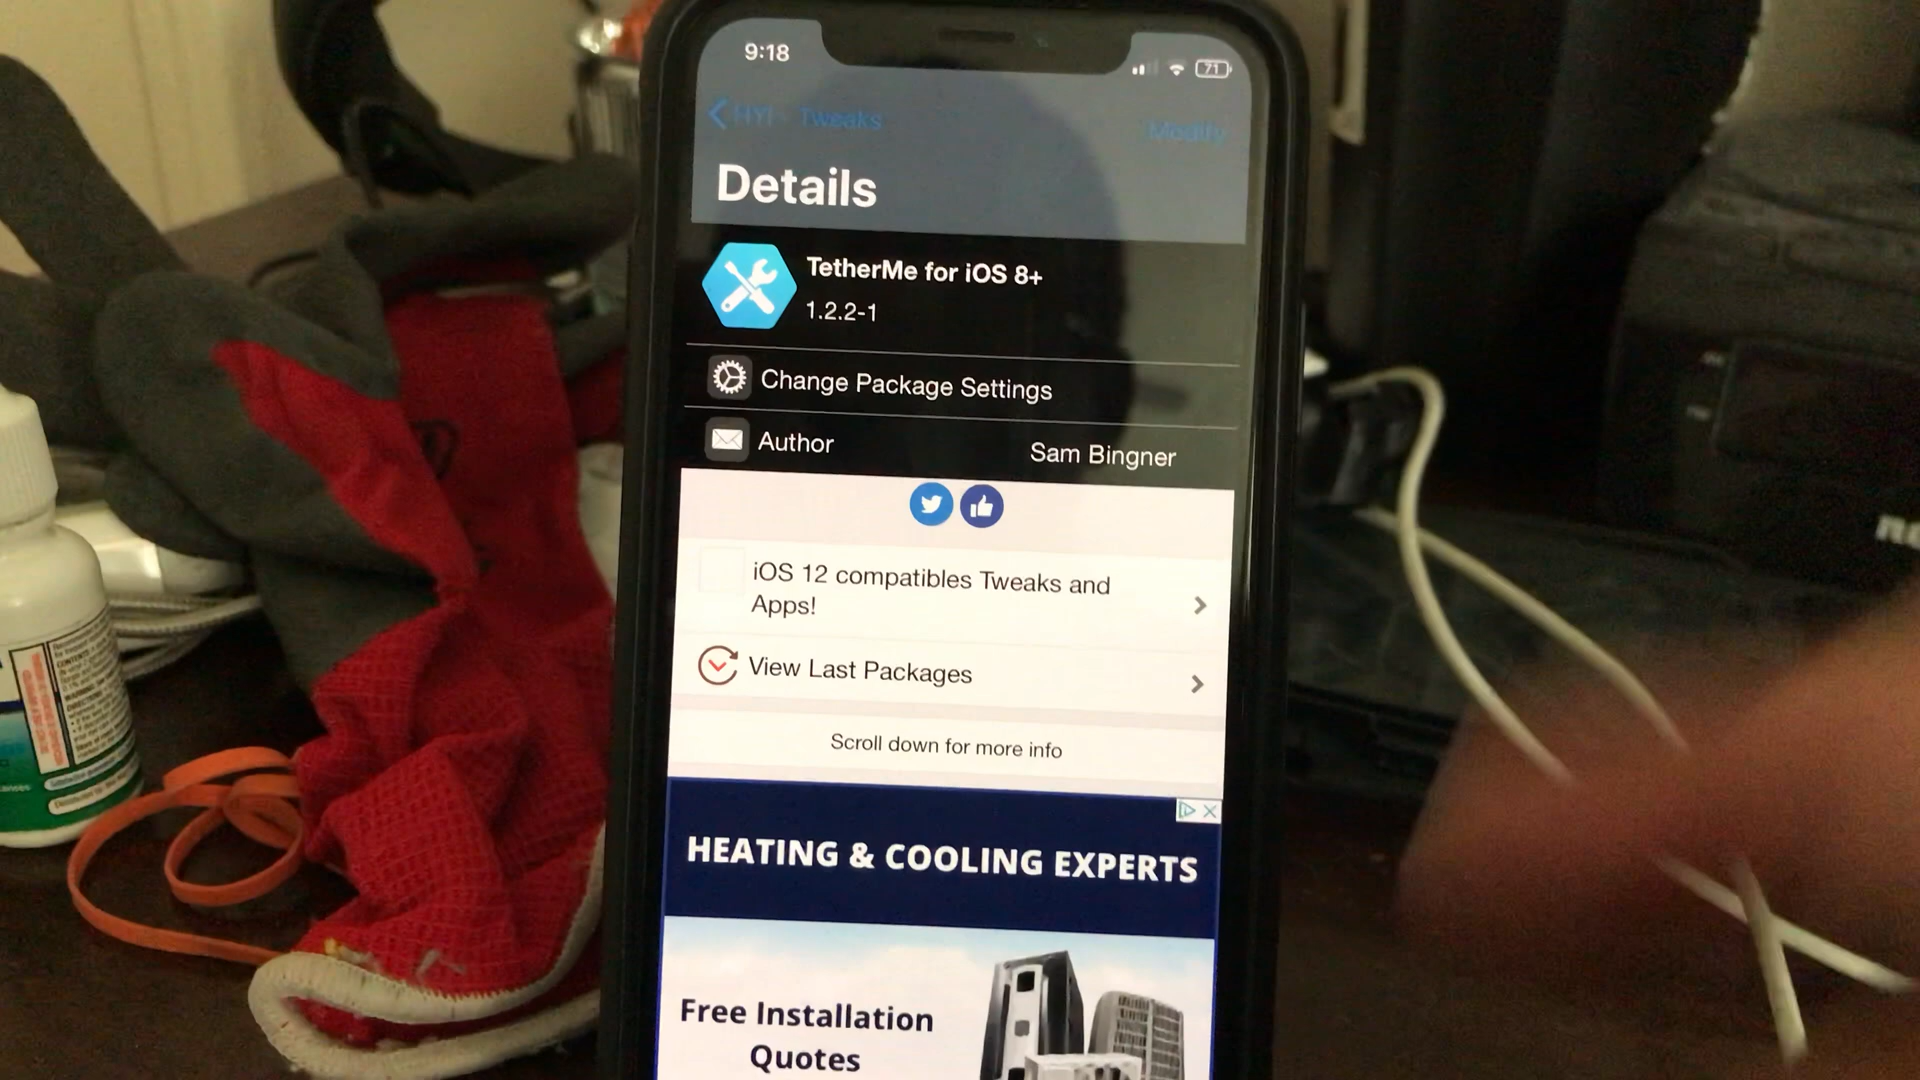 9:18
71
HYI - Tweaks
Modify
Details
TetherMe for iOS 8+
1.2.2-1
Change Package Settings
Author
Sam Bingner
iOS 12 compatibles Tweaks and
Apps!
View Last Packages
Scroll down for more info
HEATING & COOLING EXPERTS
Free Installation
Quotes